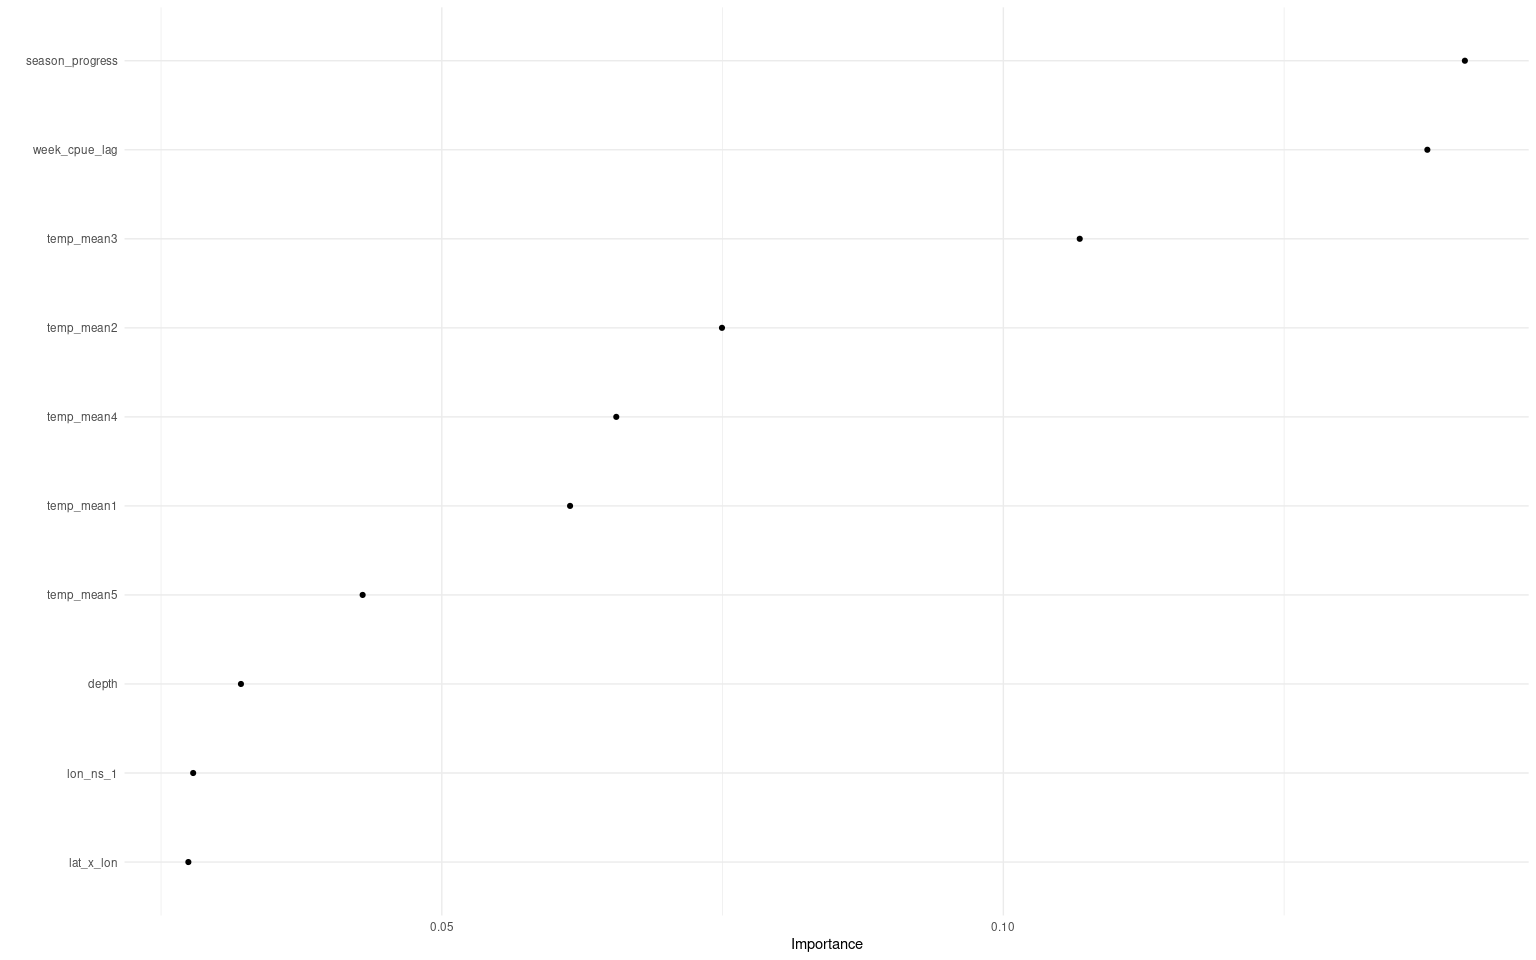 season_progress
week_cpue_lag
temp_mean3
temp_mean2
temp_mean4
temp_mean1
temp_mean5
depth
lon_ns_1
lat_x_lon
0.05
0.10
Importance